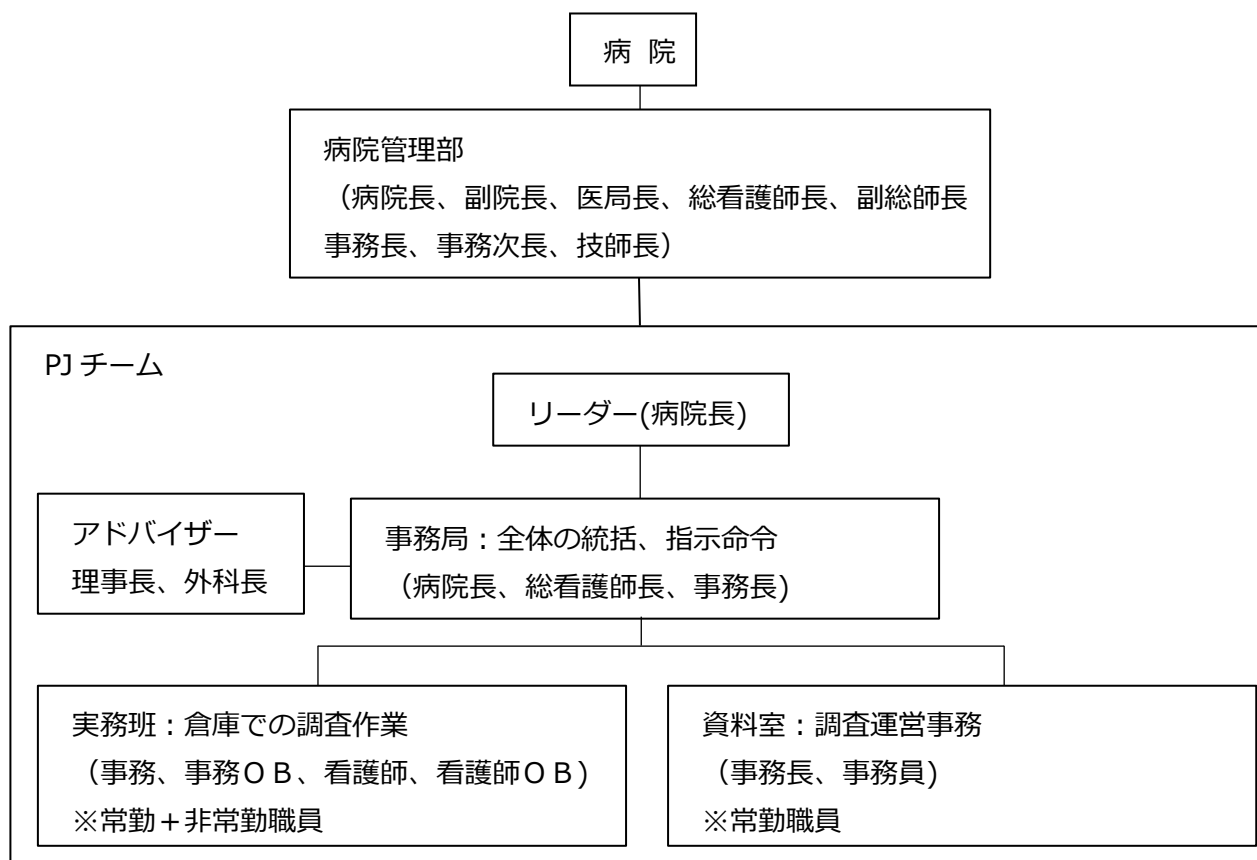 病 院
病院管理部
（病院長、副院長、医局長、総看護師長、副総師長
事務長、事務次長、技師長）
PJ チーム
リーダー(病院長)
アドバイザー
理事長、外科長
事務局：全体の統括、指示命令
（病院長、総看護師長、事務長)
実務班：倉庫での調査作業
（事務、事務ＯＢ、看護師、看護師ＯＢ)
※常勤＋非常勤職員
資料室：調査運営事務
（事務長、事務員)
※常勤職員